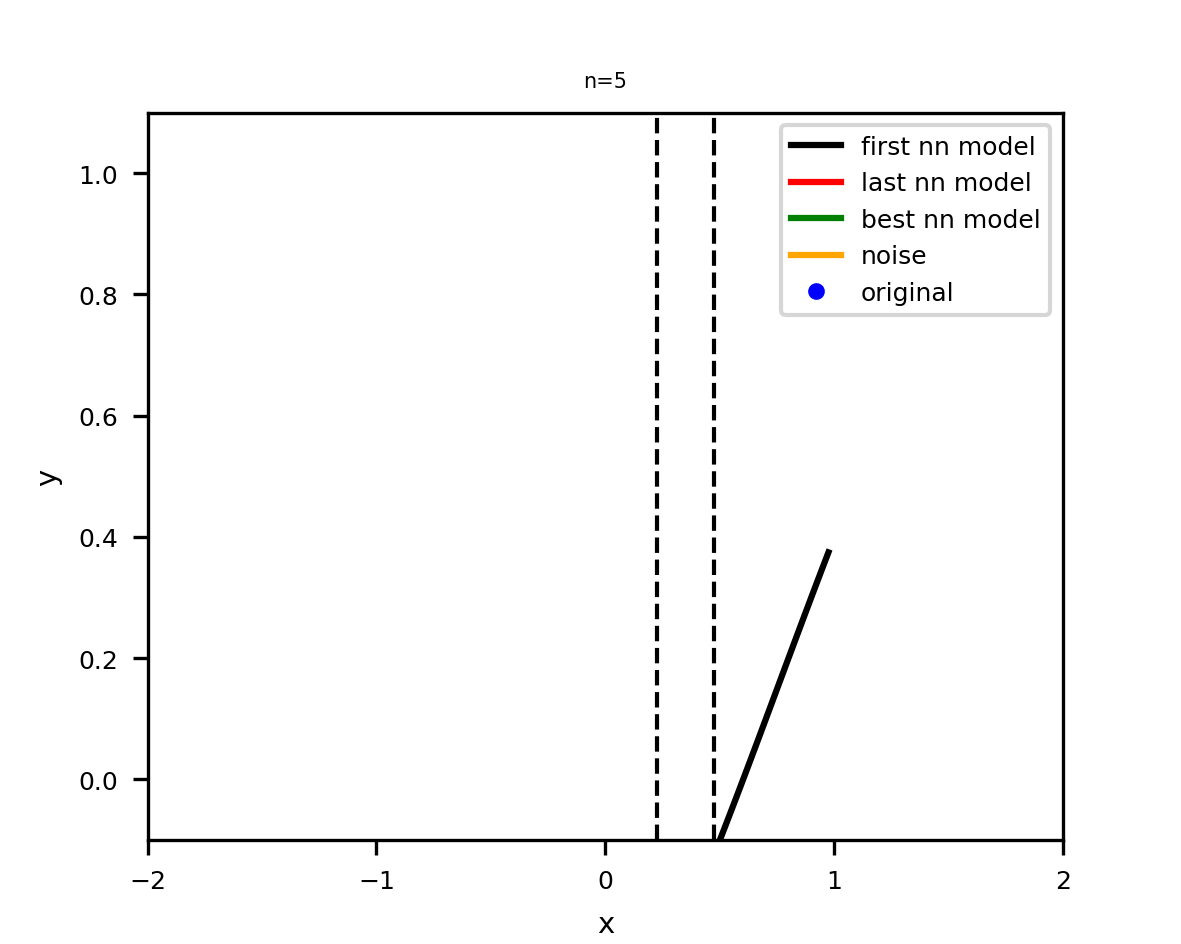 n=5
first nn model
last nn model
best nn model
noise
original
1.0
0.8
0.6
0.4
0.2
0.0
y
−2
−1
0
1
2
x